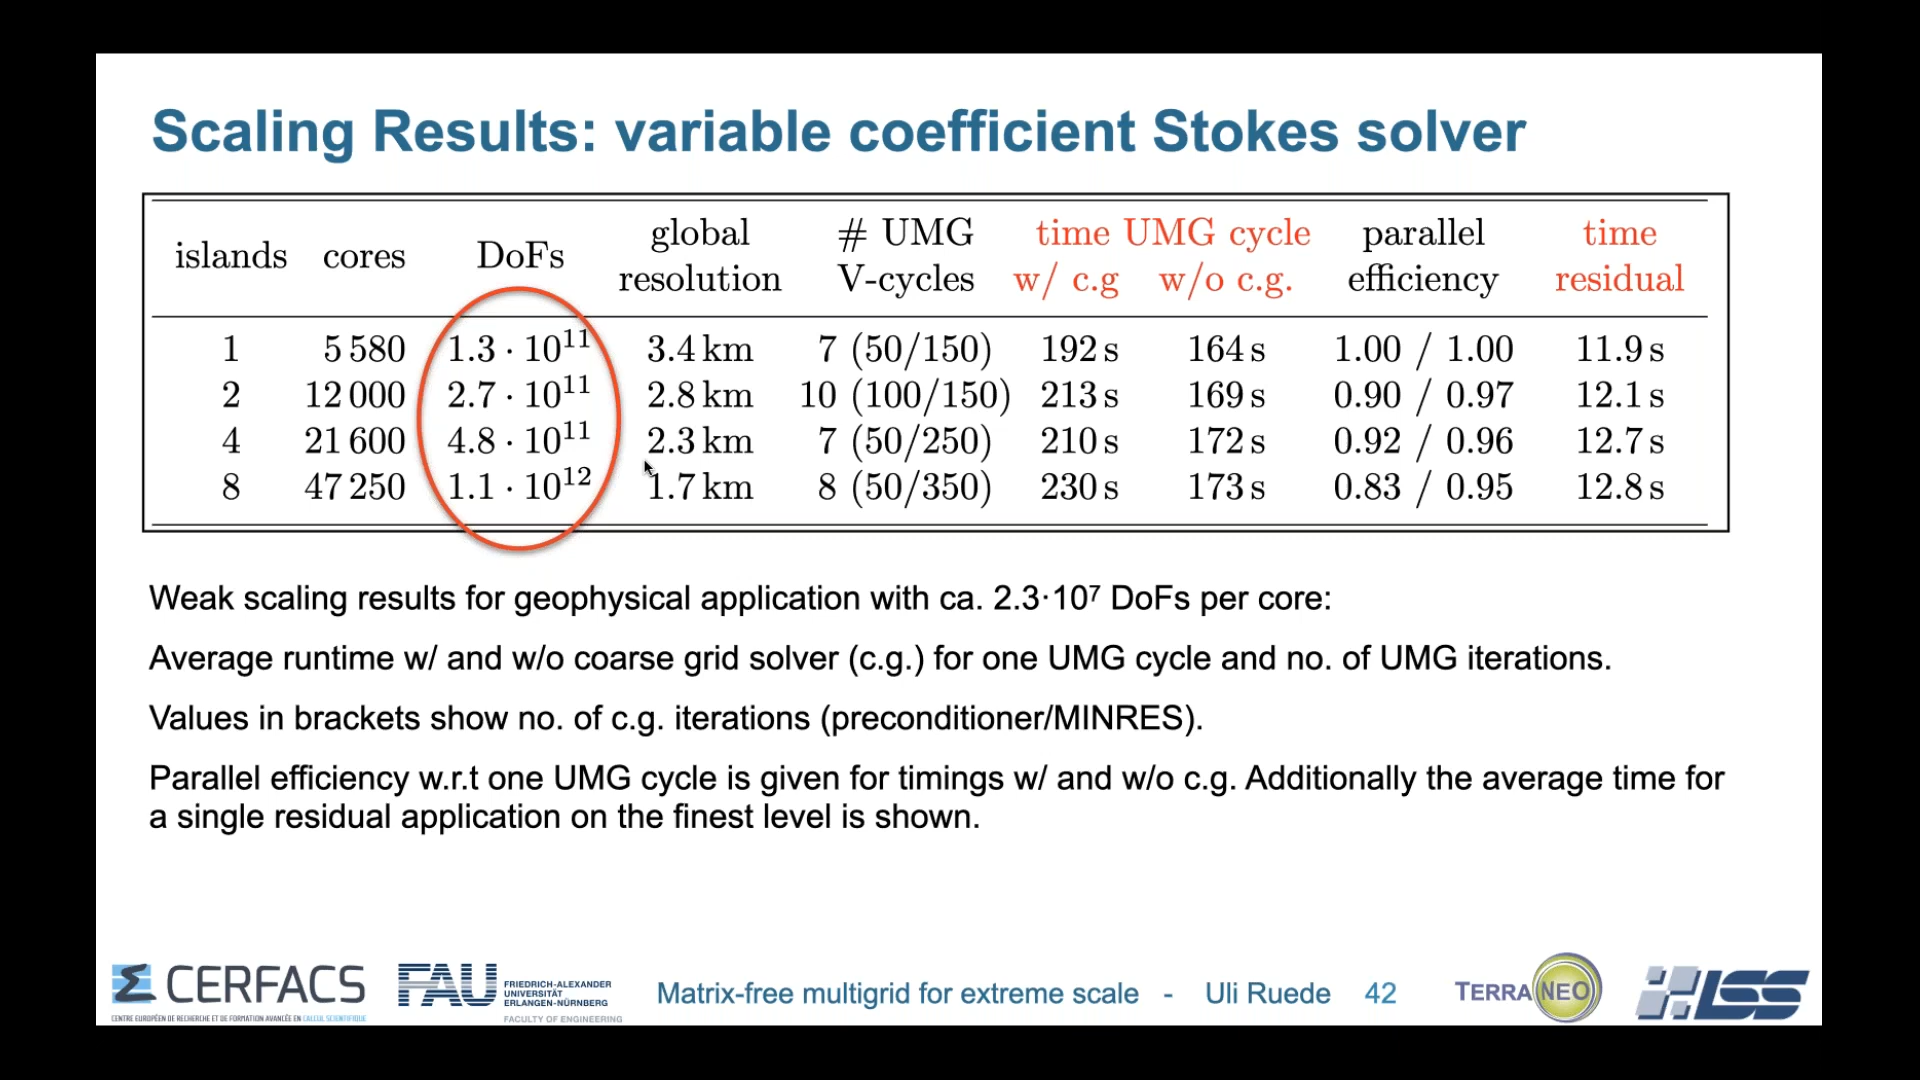 Scaling Results: variable coefficient Stokes solver
islands cores DoFs global resolution # UMG V-cycles time UMG cycle w/ c.g w/o c.g. parallel efficiency time residual
1 5 580 1.3 · 10¹¹ 3.4 km 7 (50/150) 192 s 164 s 1.00 / 1.00 11.9 s
2 12 000 2.7 · 10¹¹ 2.8 km 10 (100/150) 213 s 169 s 0.90 / 0.97 12.1 s
4 21 600 4.8 · 10¹¹ 2.3 km 7 (50/250) 210 s 172 s 0.92 / 0.96 12.7 s
8 47 250 1.1 · 10¹² 1.7 km 8 (50/350) 230 s 173 s 0.83 / 0.95 12.8 s
Weak scaling results for geophysical application with ca. 2.3·10⁷ DoFs per core:
Average runtime w/ and w/o coarse grid solver (c.g.) for one UMG cycle and no. of UMG iterations.
Values in brackets show no. of c.g. iterations (preconditioner/MINRES).
Parallel efficiency w.r.t one UMG cycle is given for timings w/ and w/o c.g. Additionally the average time for
a single residual application on the finest level is shown.
CERFACS
CENTRE EUROPÉEN DE RECHERCHE ET DE FORMATION AVANCÉE EN CALCUL SCIENTIFIQUE
FAU
FRIEDRICH-ALEXANDER
UNIVERSITÄT
ERLANGEN-NÜRNBERG
FACULTY OF ENGINEERING
Matrix-free multigrid for extreme scale - Uli Ruede 42
TERRA NEO
LSS